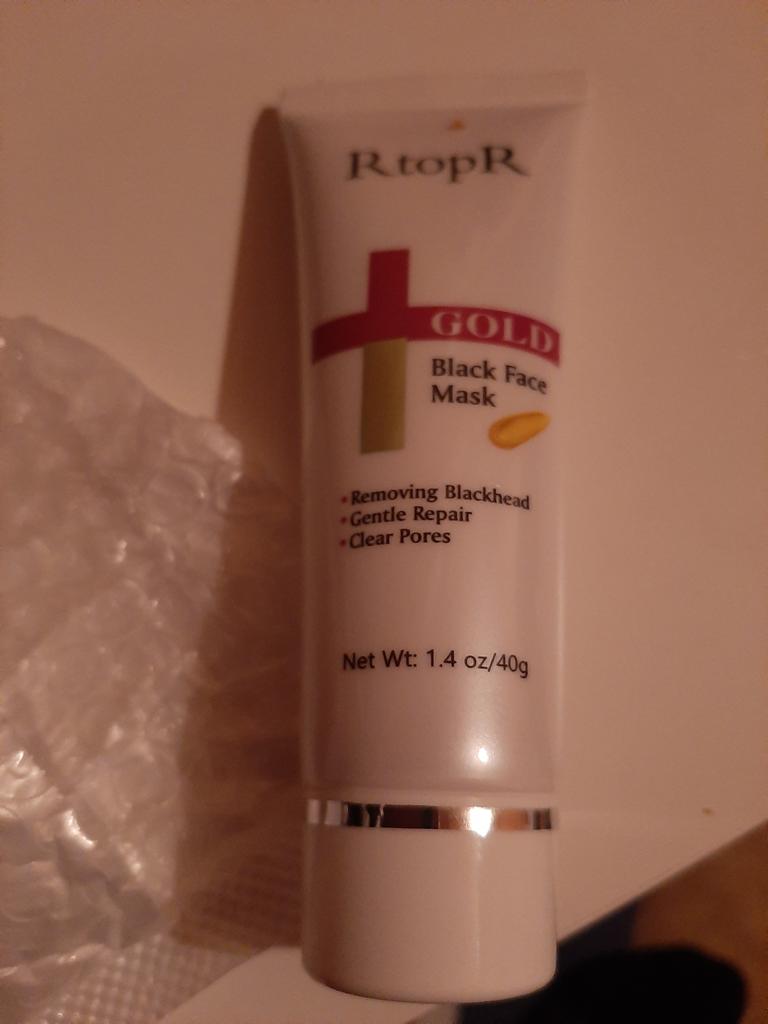 RtopR
GOLD
Black Face
Mask
• Removing Blackhead
• Gentle Repair
• Clear Pores
Net Wt: 1.4 oz/40g